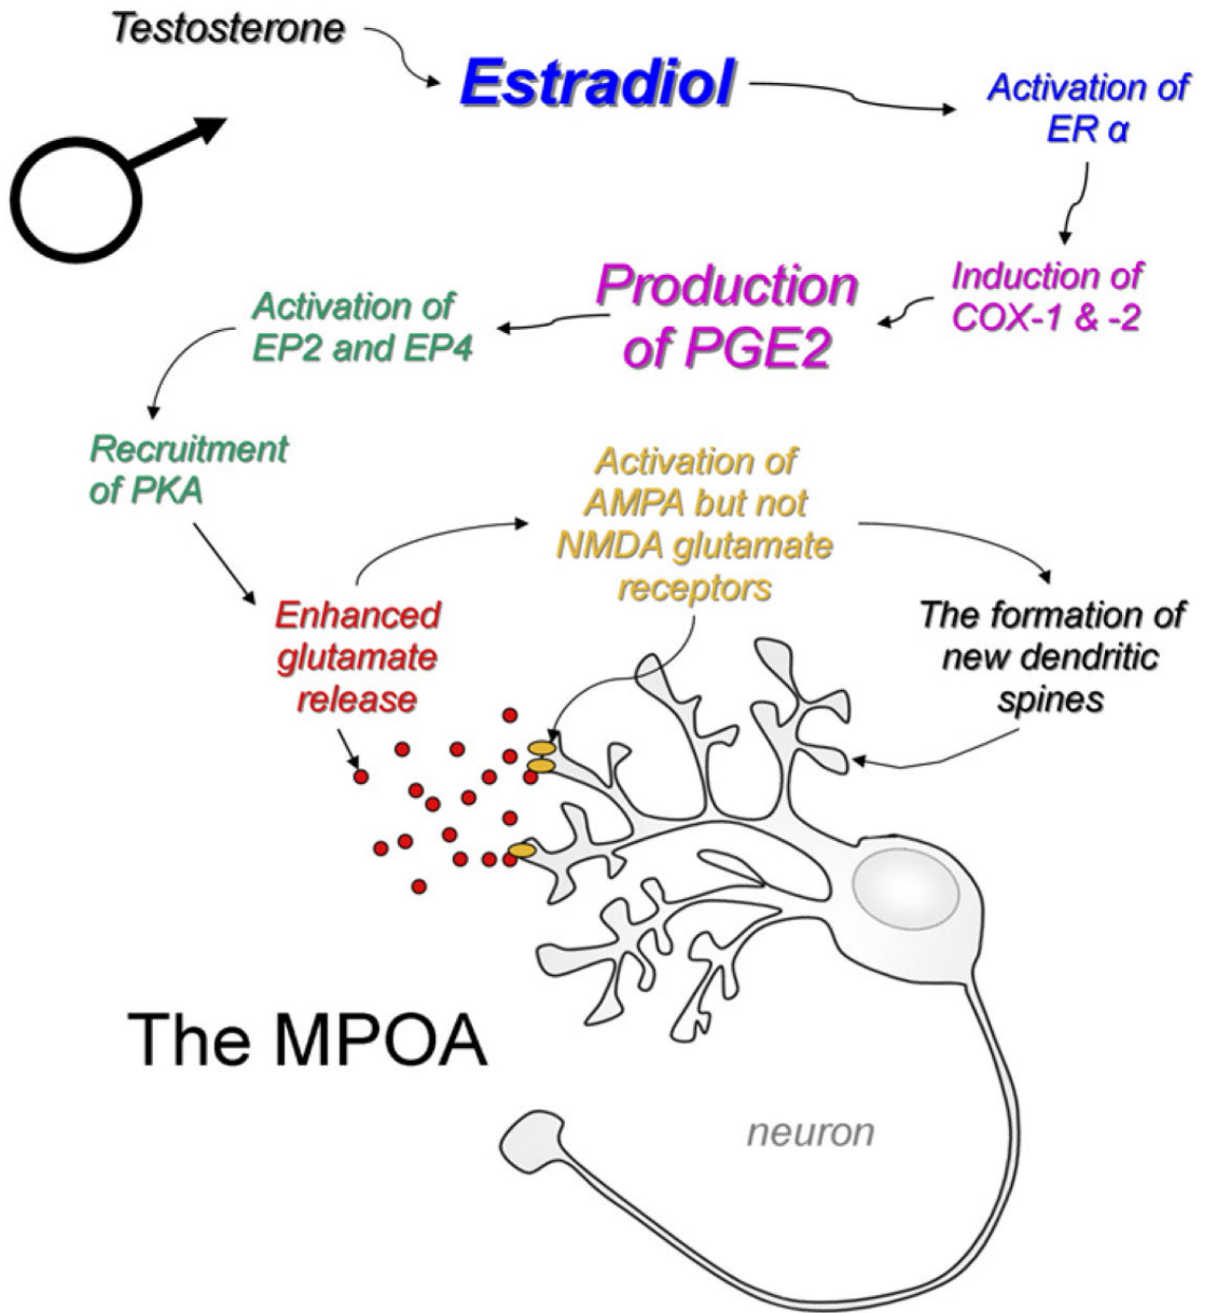 Testosterone
Estradiol
Activation of
ER α
Induction of
COX-1 & -2
Production
of PGE2
Activation of
EP2 and EP4
Recruitment
of PKA
Enhanced
glutamate
release
Activation of
AMPA but not
NMDA glutamate
receptors
The formation of
new dendritic
spines
The MPOA
neuron